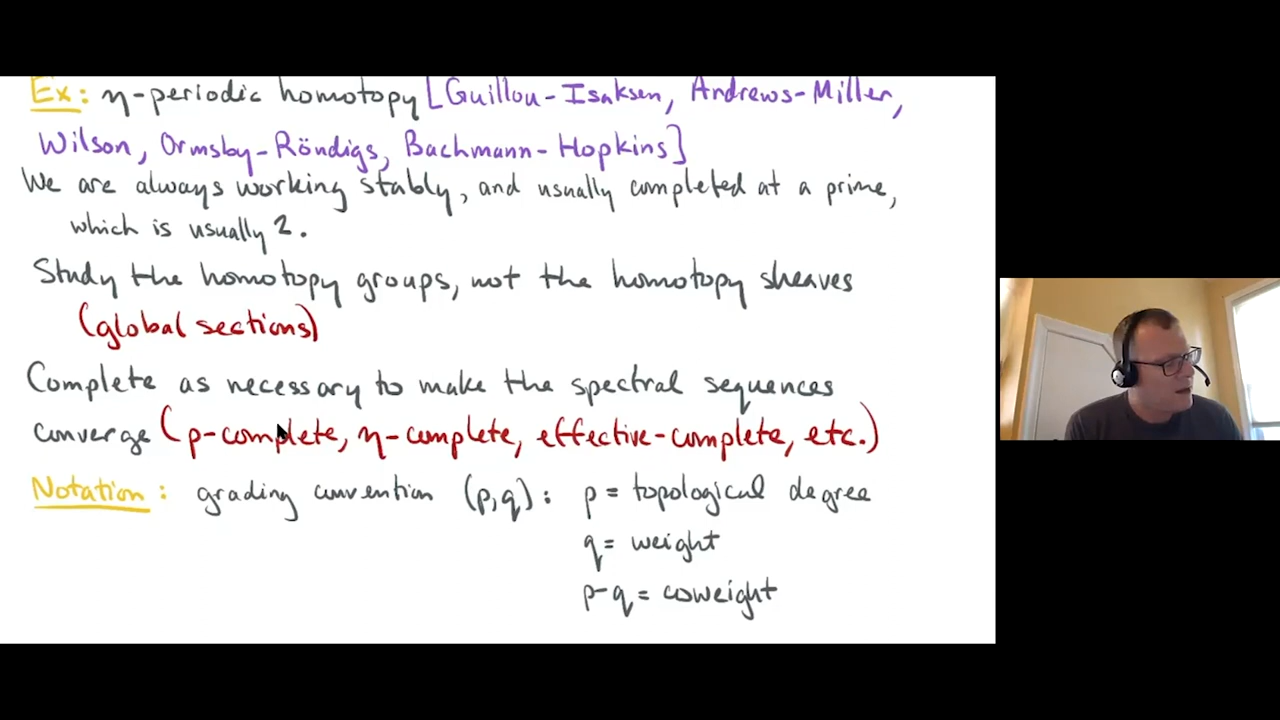 Ex: η-periodic homotopy [Guillou-Isaksen, Andrews-Miller,
Wilson, Ormsby-Röndigs, Bachmann-Hopkins]
We are always working stably, and usually completed at a prime,
which is usually 2.
Study the homotopy groups, not the homotopy sheaves
(global sections)
Complete as necessary to make the spectral sequences
converge (p-complete, η-complete, effective-complete, etc.)
Notation: grading convention (p,q): p = topological degree
q = weight
p-q = coweight